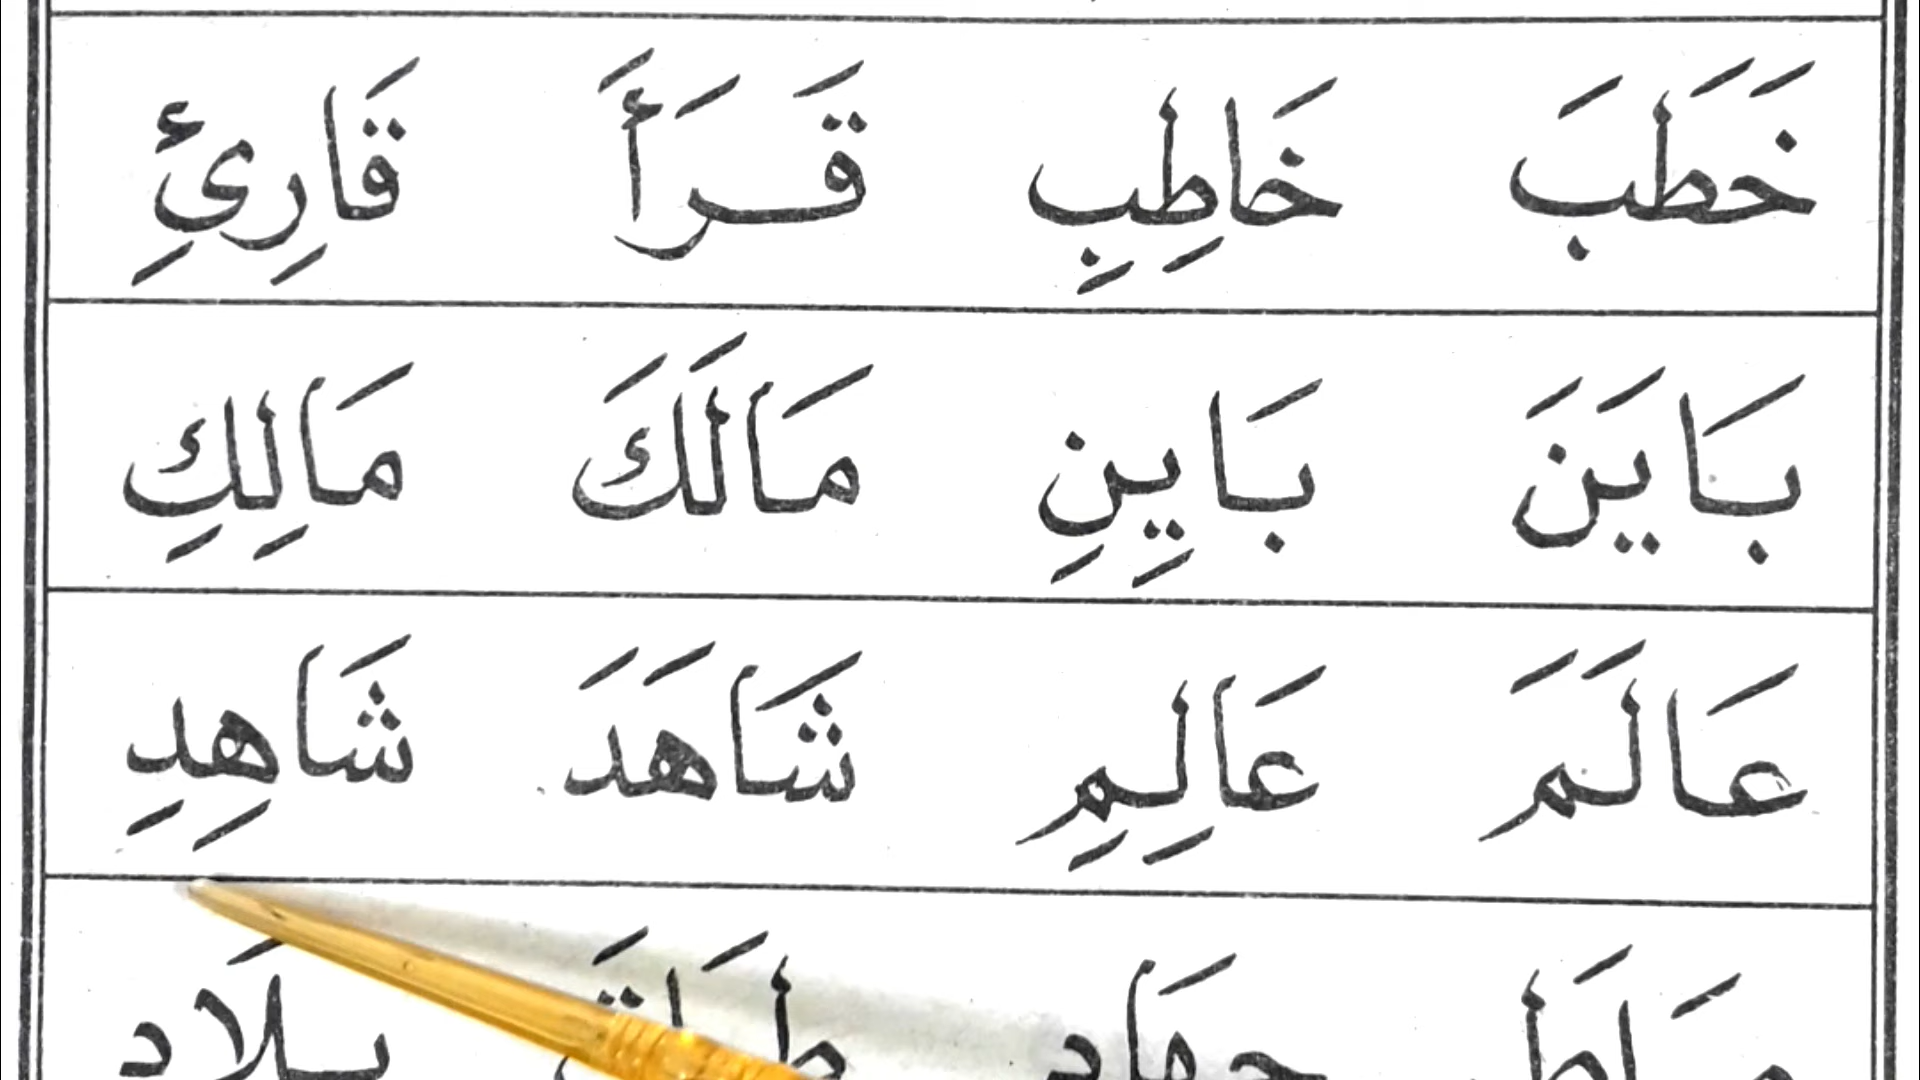 خَطَبَ خَاطِبِ قَرَأَ قَارِئِ
بَايَنَ بَايِنِ مَالَكَ مَالِكِ
عَالَمَ عَالِمِ شَاهَدَ شَاهِدِ